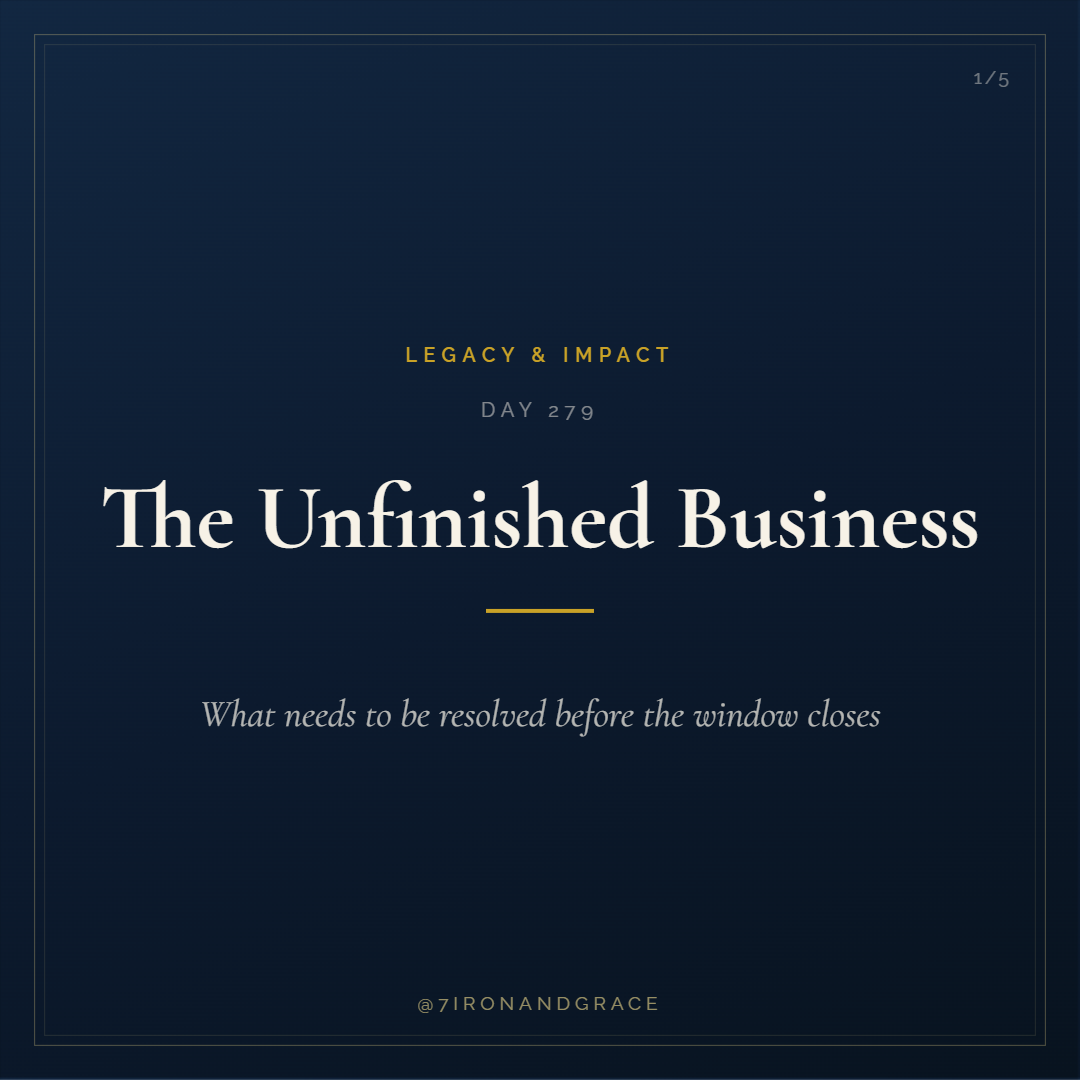 1/5
LEGACY & IMPACT
DAY 279
The Unfinished Business
What needs to be resolved before the window closes
@7IRONANDGRACE